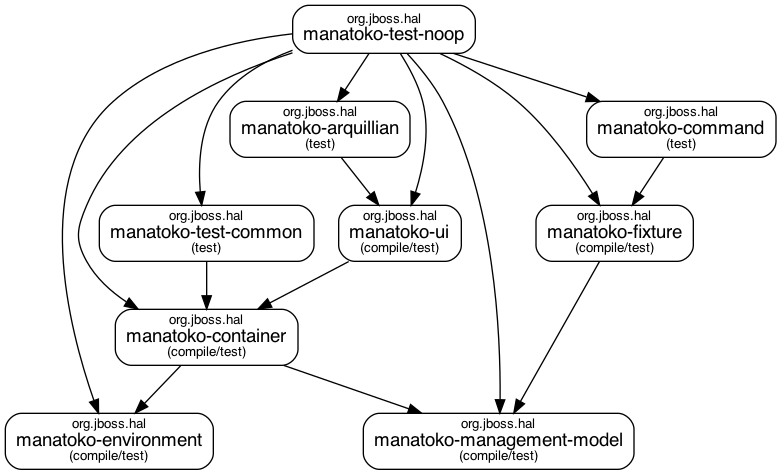 org.jboss.hal
manatoko-test-noop
org.jboss.hal
manatoko-arquillian
(test)
org.jboss.hal
manatoko-command
(test)
org.jboss.hal
manatoko-test-common
(test)
org.jboss.hal
manatoko-ui
(compile/test)
org.jboss.hal
manatoko-fixture
(compile/test)
org.jboss.hal
manatoko-container
(compile/test)
org.jboss.hal
manatoko-environment
(compile/test)
org.jboss.hal
manatoko-management-model
(compile/test)